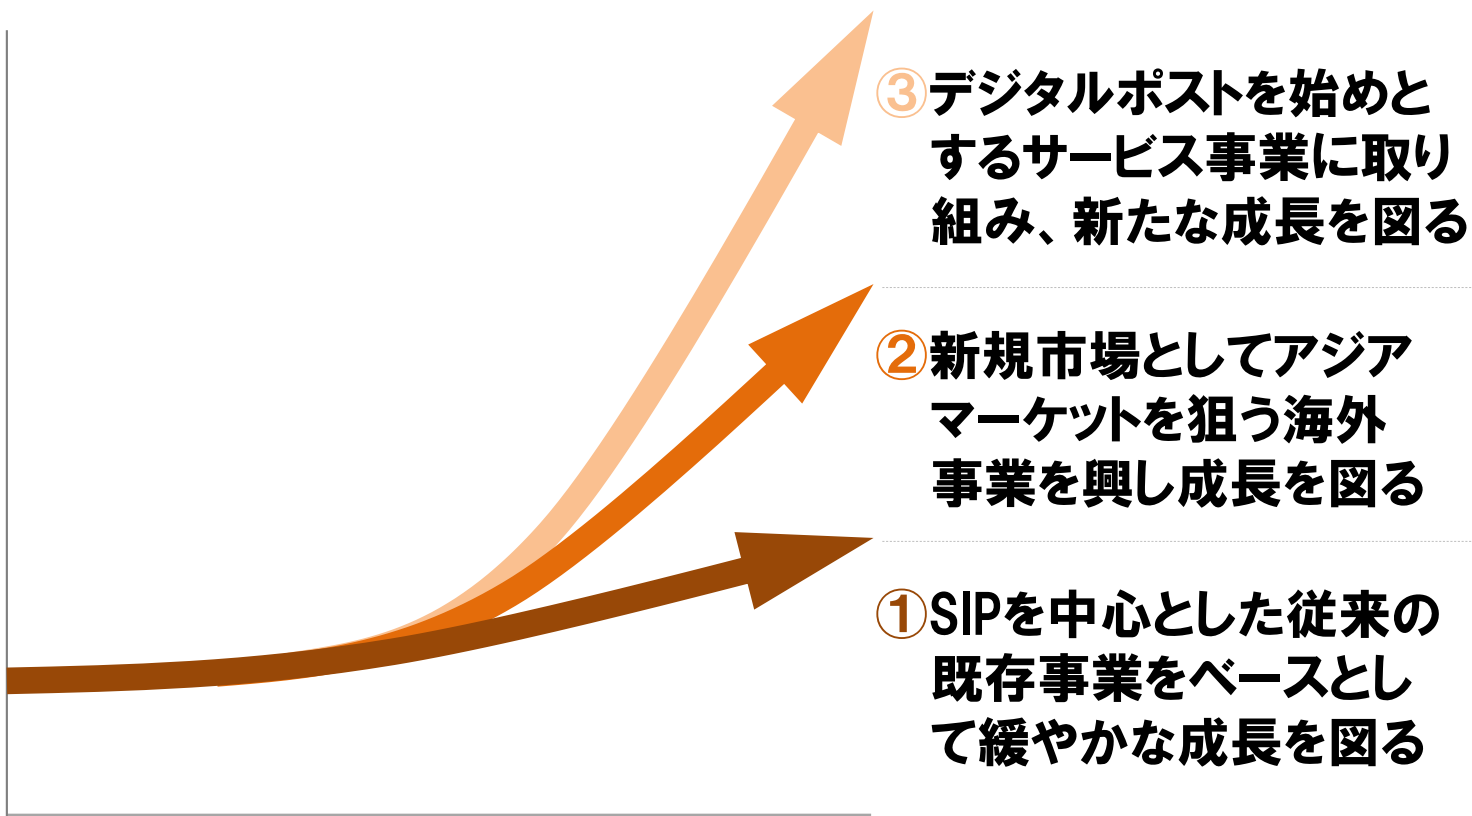 ③デジタルポストを始めと
するサービス事業に取り
組み、新たな成長を図る
②新規市場としてアジア
マーケットを狙う海外
事業を興し成長を図る
①SIPを中心とした従来の
既存事業をベースとし
て緩やかな成長を図る